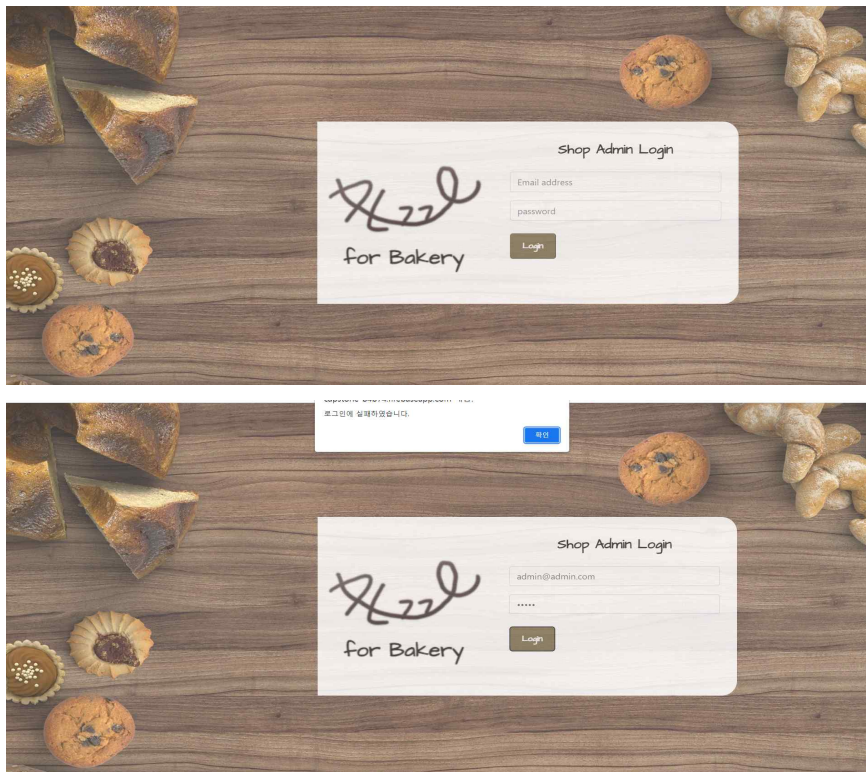 Shop Admin Login
Email address
password
Login
for Bakery
로그인에 실패하였습니다.
확인
Shop Admin Login
admin@admin.com
•••••
Login
for Bakery